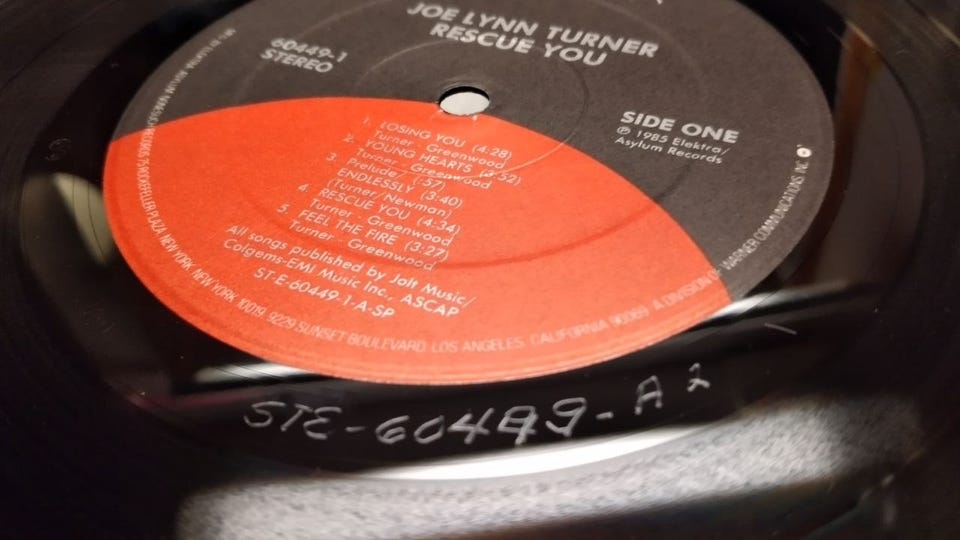 JOE LYNN TURNER
RESCUE YOU
60449-1
STEREO
SIDE ONE
℗ 1985 Elektra/
Asylum Records
1. LOSING YOU (4:28)
Turner - Greenwood
2. YOUNG HEARTS (3:52)
Turner - Greenwood
3. Prelude/ (:57)
ENDLESSLY (3:40)
(Turner/Newman)
4. RESCUE YOU (4:34)
Turner - Greenwood
5. FEEL THE FIRE (3:27)
Turner - Greenwood
All songs published by Jolt Music/
Colgems-EMI Music Inc., ASCAP
ST-E-60449-1-A-SP
RECORDS 75 ROCKEFELLER PLAZA, NEW YORK, NEW YORK 10019 9229 SUNSET BOULEVARD, LOS ANGELES, CALIFORNIA 90069 A DIVISION OF WARNER COMMUNICATIONS, INC.
STE-60449-A 2